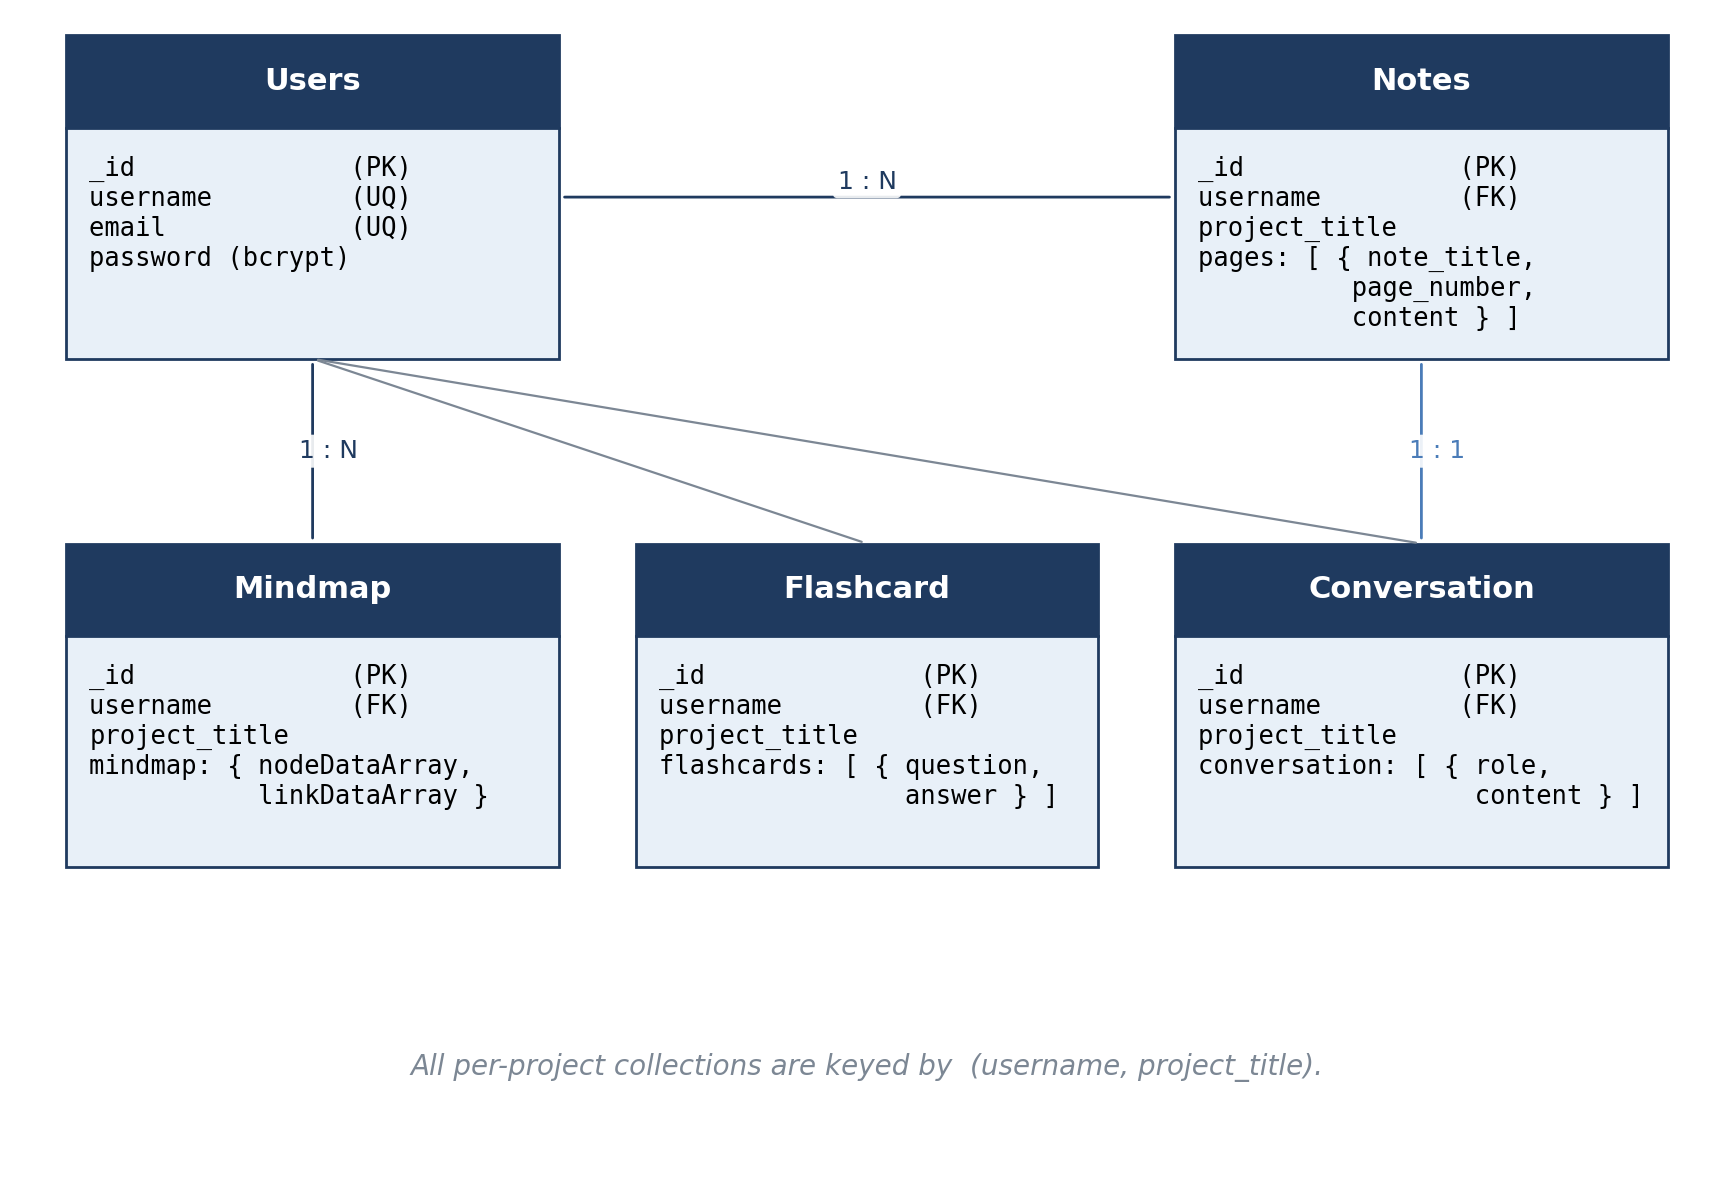 Users
_id (PK)
username (UQ)
email (UQ)
password (bcrypt)
1 : N
Notes
_id (PK)
username (FK)
project_title
pages: [ { note_title,
page_number,
content } ]
1 : N
1 : 1
Mindmap
_id (PK)
username (FK)
project_title
mindmap: { nodeDataArray,
linkDataArray }
Flashcard
_id (PK)
username (FK)
project_title
flashcards: [ { question,
answer } ]
Conversation
_id (PK)
username (FK)
project_title
conversation: [ { role,
content } ]
All per-project collections are keyed by (username, project_title).